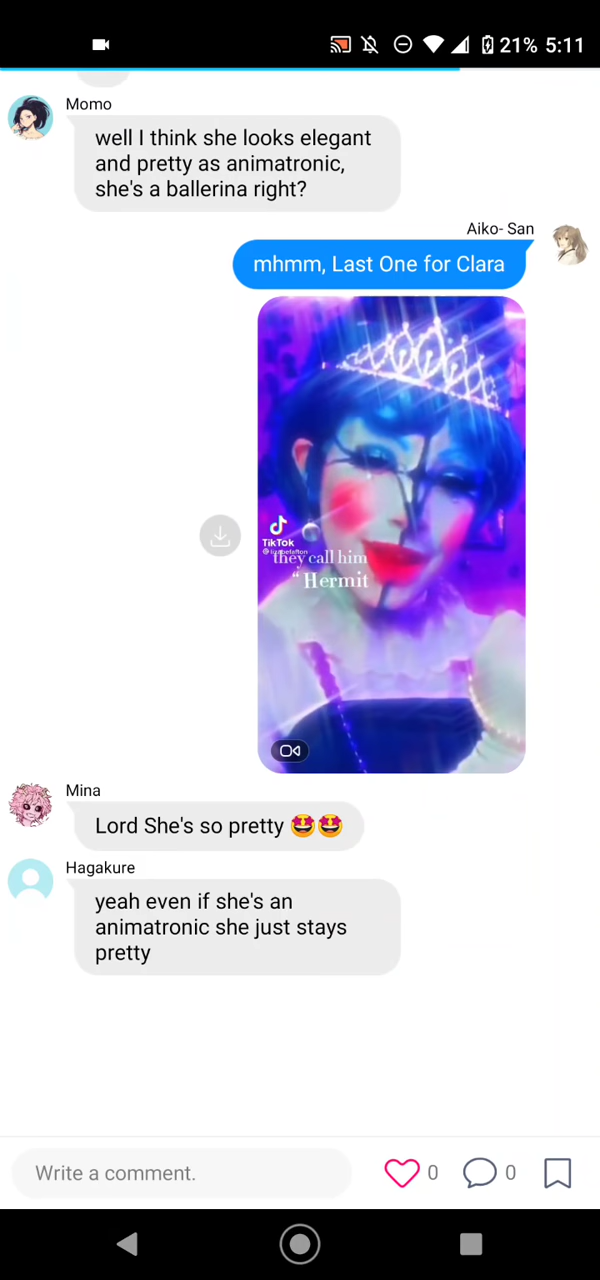 21% 5:11
Momo
well I think she looks elegant
and pretty as animatronic,
she's a ballerina right?
Aiko- San
mhmm, Last One for Clara
TikTok
they call him
“ Hermit
Mina
Lord She's so pretty 🤩🤩
Hagakure
yeah even if she's an
animatronic she just stays
pretty
Write a comment.
0
0